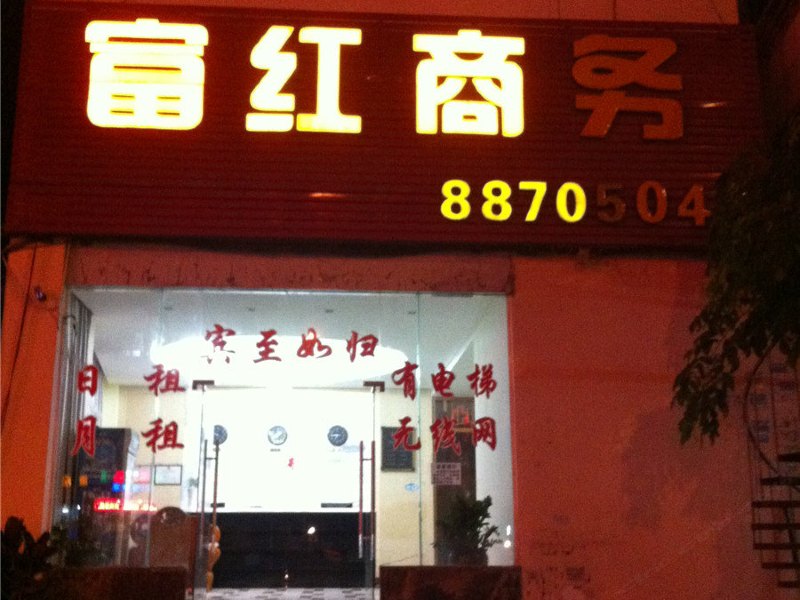 富红商务
8870504
宾至如归
日租 有电梯
月租 无线网